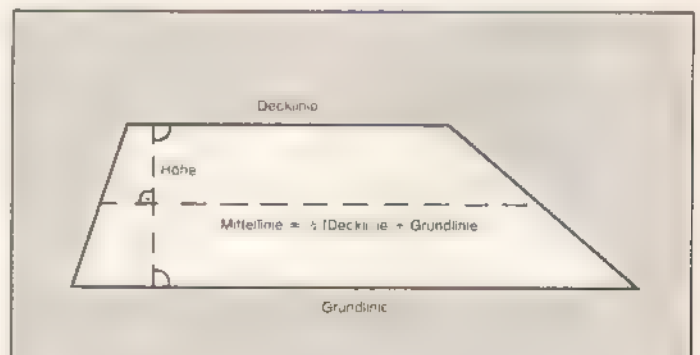 Decklinie
Höhe
Mittellinie = ½ (Decklinie + Grundlinie
Grundlinie